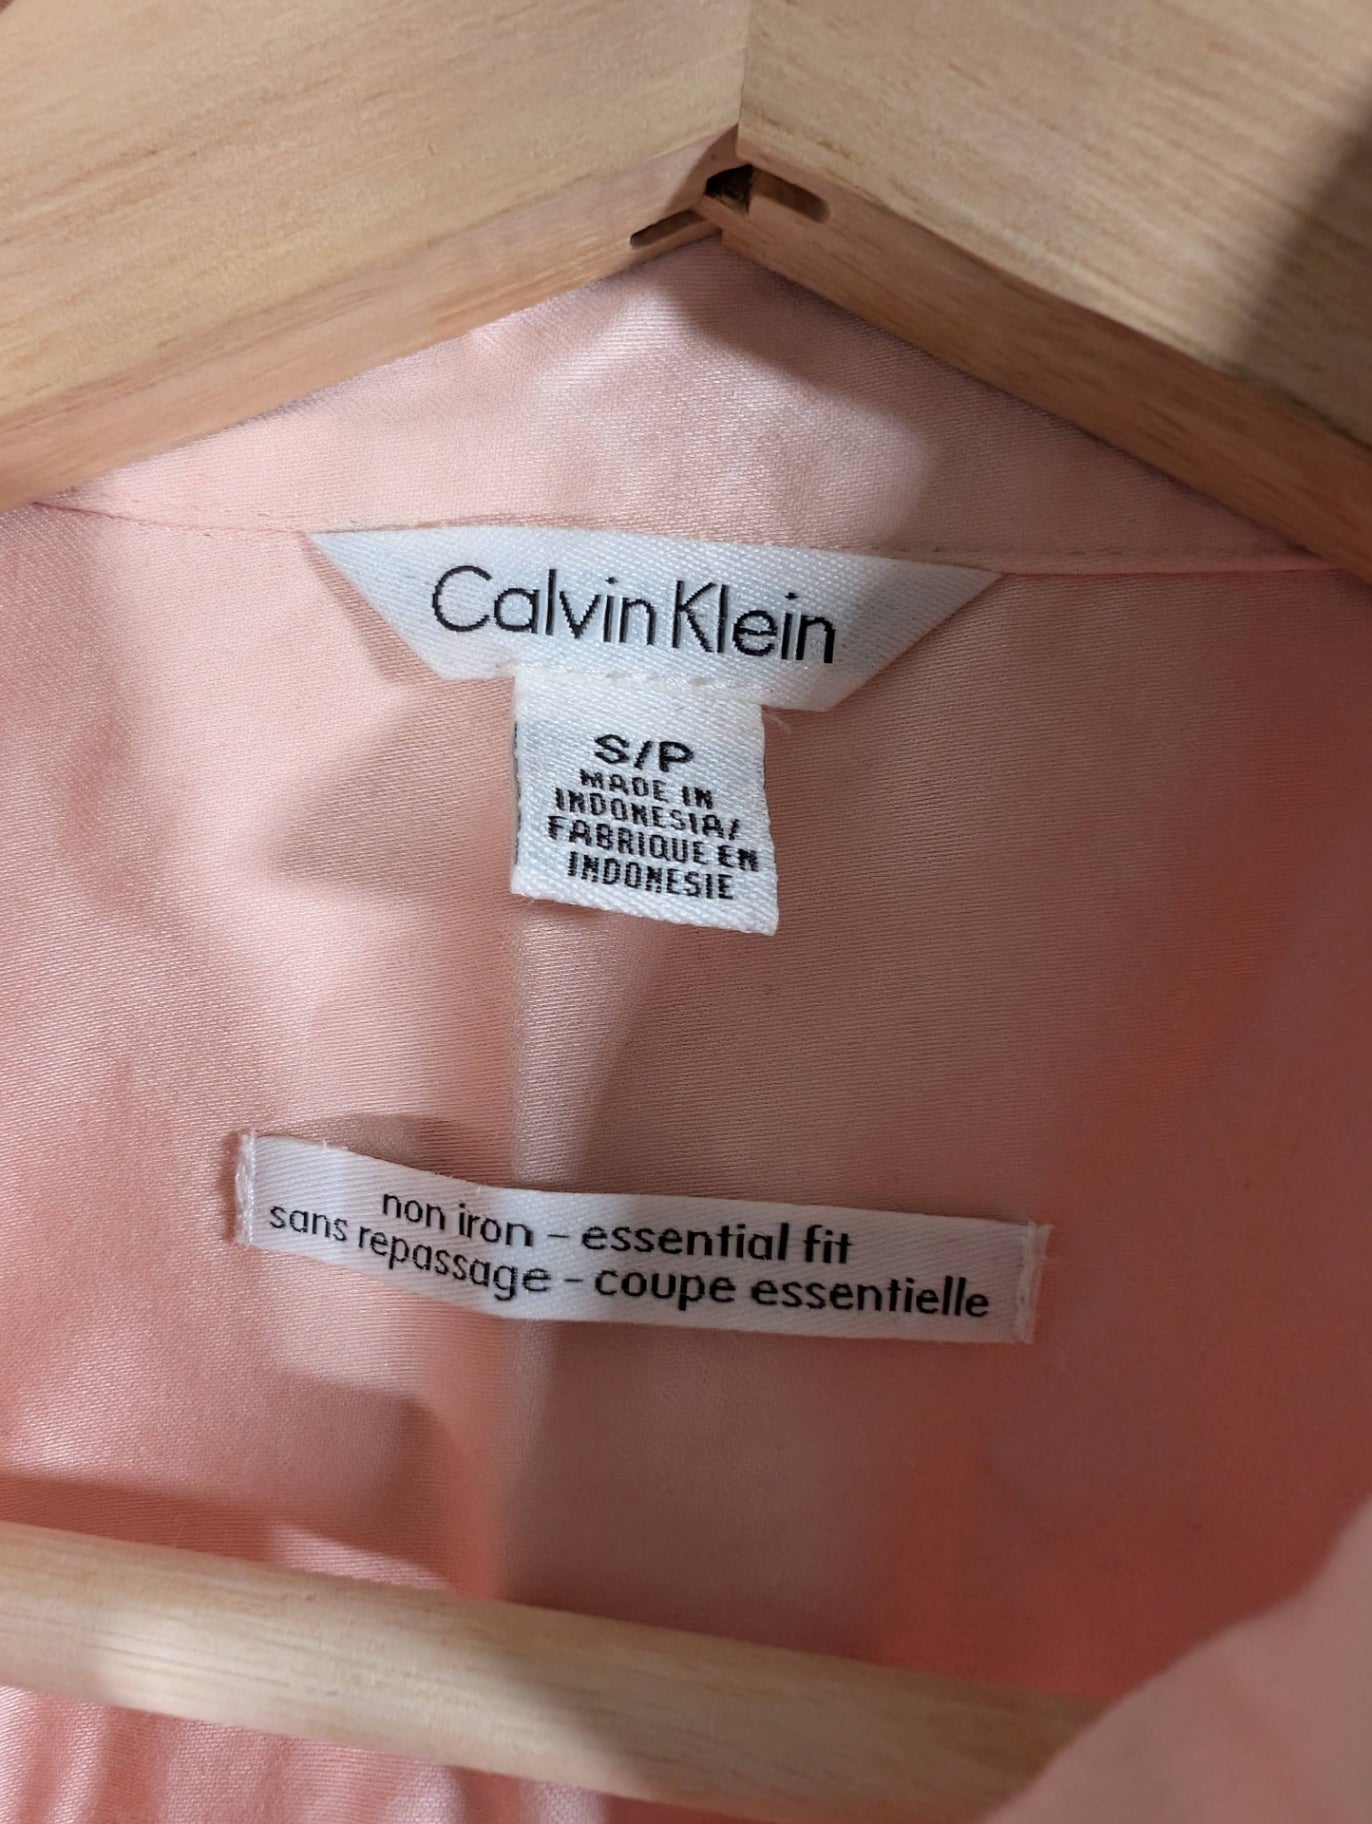 Calvin Klein
S/P
MADE IN
INDONESIA/
FABRIQUE EN
INDONESIE
non iron - essential fit
sans repassage - coupe essentielle